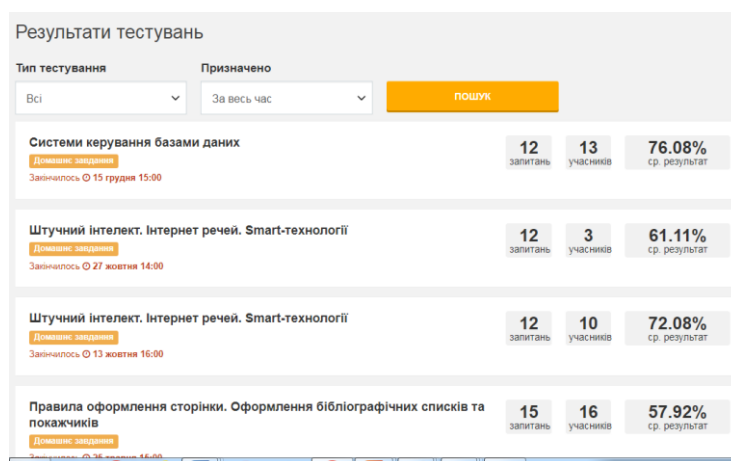 Результати тестувань
Тип тестування Призначено
Всі За весь час ПОШУК
Системи керування базами даних
12 13 76.08%
запитань учасників ср. результат
Домашнє завдання
Закінчилось 15 грудня 15:00
Штучний інтелект. Інтернет речей. Smart-технології
12 3 61.11%
запитань учасників ср. результат
Домашнє завдання
Закінчилось 27 жовтня 14:00
Штучний інтелект. Інтернет речей. Smart-технології
12 10 72.08%
запитань учасників ср. результат
Домашнє завдання
Закінчилось 13 жовтня 16:00
Правила оформлення сторінки. Оформлення бібліографічних списків та
покажчиків
15 16 57.92%
запитань учасників ср. результат
Домашнє завдання